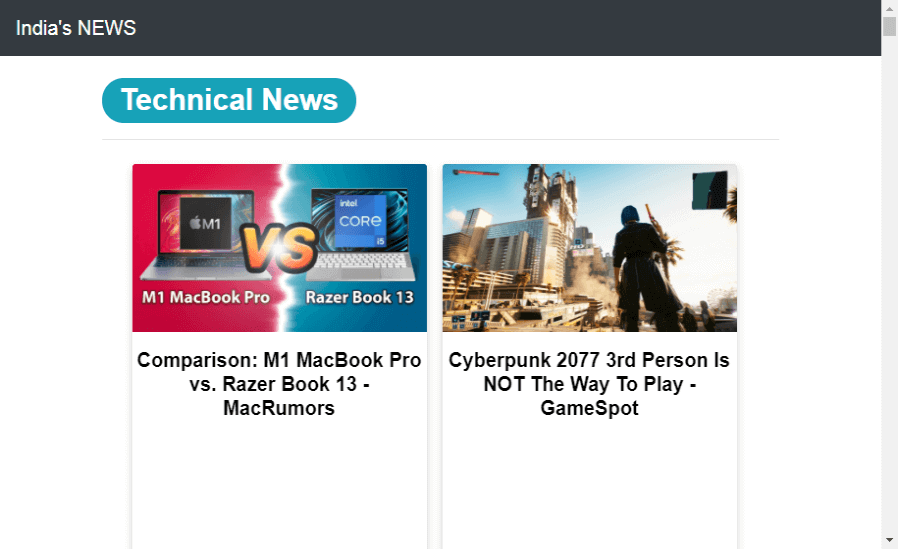 India's NEWS
Technical News
M1
VS
M1 MacBook Pro
intel
CORE
i5
Razer Book 13
Comparison: M1 MacBook Pro
vs. Razer Book 13 -
MacRumors
Cyberpunk 2077 3rd Person Is
NOT The Way To Play -
GameSpot